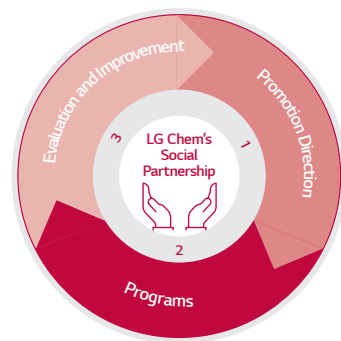 LG Chem's
Social
Partnership
1
Promotion Direction
2
Programs
3
Evaluation and Improvement